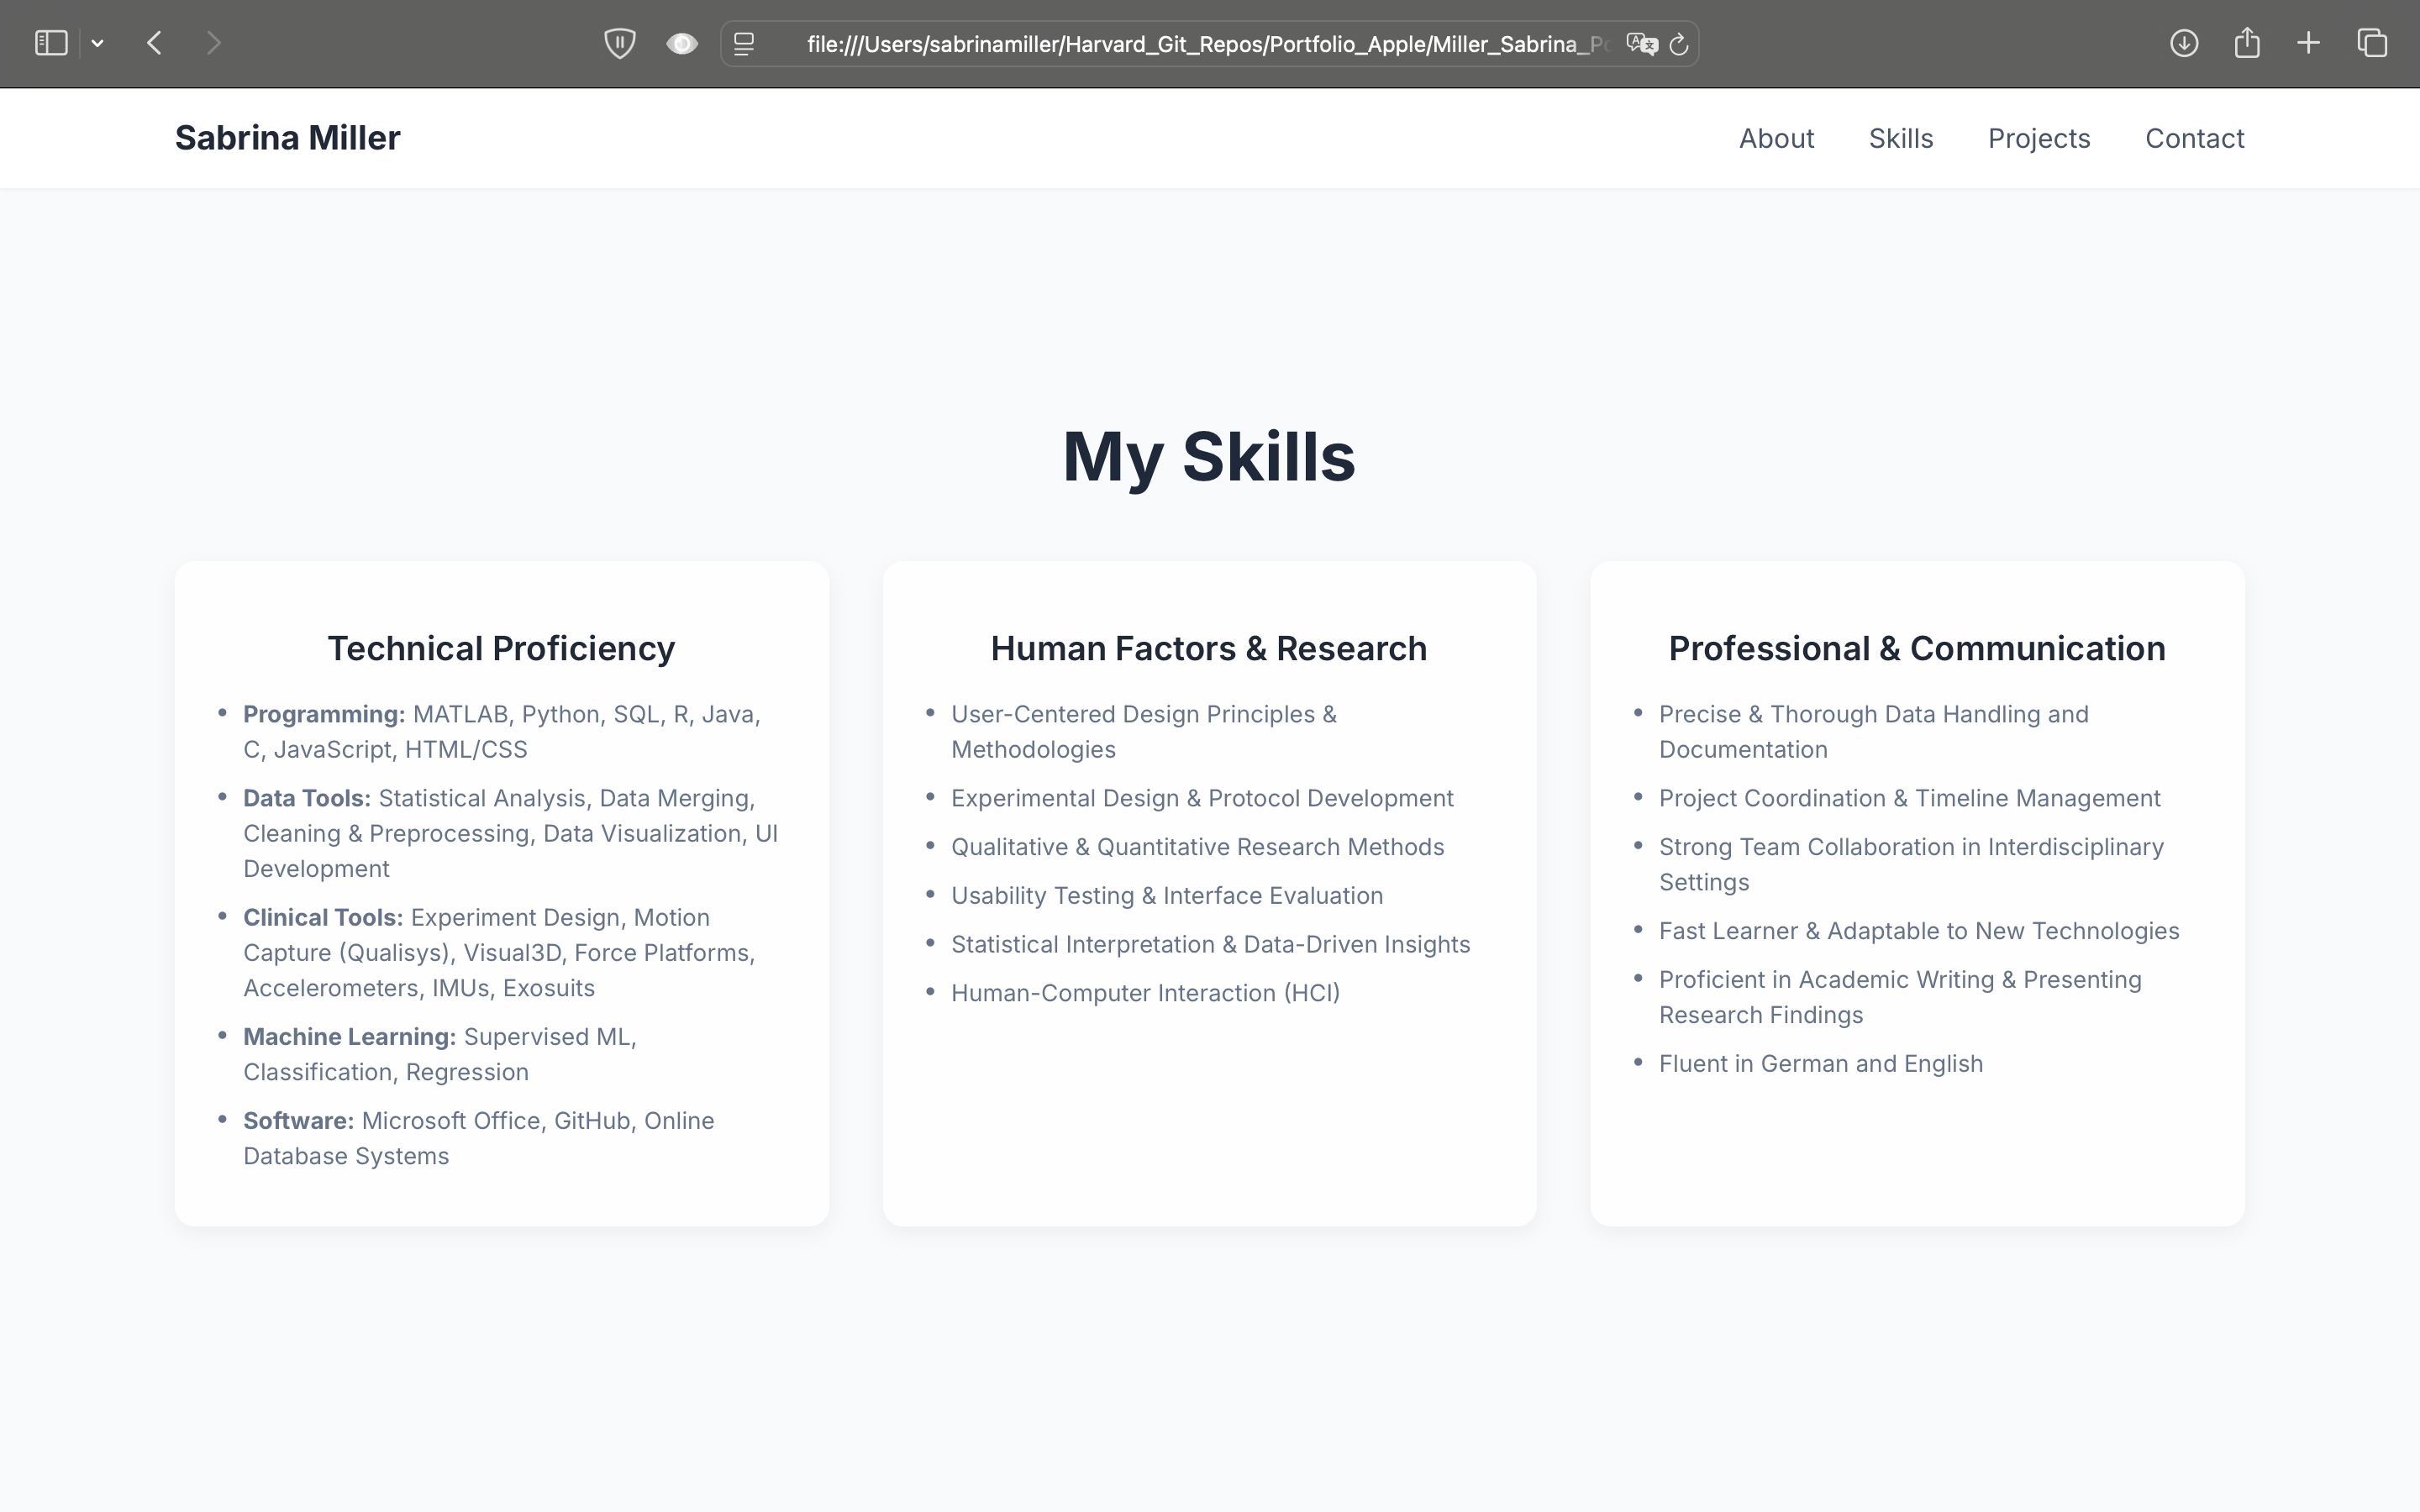 file:///Users/sabrinamiller/Harvard_Git_Repos/Portfolio_Apple/Miller_Sabrina_Po
Sabrina Miller
About
Skills
Projects
Contact
My Skills
Technical Proficiency
• Programming: MATLAB, Python, SQL, R, Java,
C, JavaScript, HTML/CSS
• Data Tools: Statistical Analysis, Data Merging,
Cleaning & Preprocessing, Data Visualization, UI
Development
• Clinical Tools: Experiment Design, Motion
Capture (Qualisys), Visual3D, Force Platforms,
Accelerometers, IMUs, Exosuits
• Machine Learning: Supervised ML,
Classification, Regression
• Software: Microsoft Office, GitHub, Online
Database Systems
Human Factors & Research
• User-Centered Design Principles &
Methodologies
• Experimental Design & Protocol Development
• Qualitative & Quantitative Research Methods
• Usability Testing & Interface Evaluation
• Statistical Interpretation & Data-Driven Insights
• Human-Computer Interaction (HCI)
Professional & Communication
• Precise & Thorough Data Handling and
Documentation
• Project Coordination & Timeline Management
• Strong Team Collaboration in Interdisciplinary
Settings
• Fast Learner & Adaptable to New Technologies
• Proficient in Academic Writing & Presenting
Research Findings
• Fluent in German and English